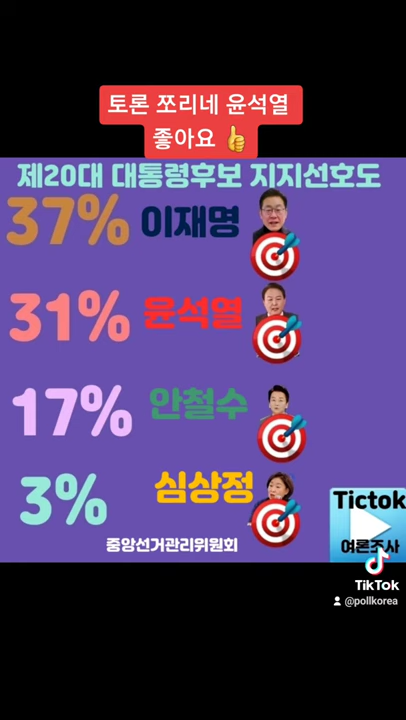 토론 쪼리네 윤석열
좋아요 👍
제20대 대통령후보 지지선호도
37% 이재명
31% 윤석열
17% 안철수
3% 심상정
중앙선거관리위원회
Tictok
여론조사
TikTok
@pollkorea